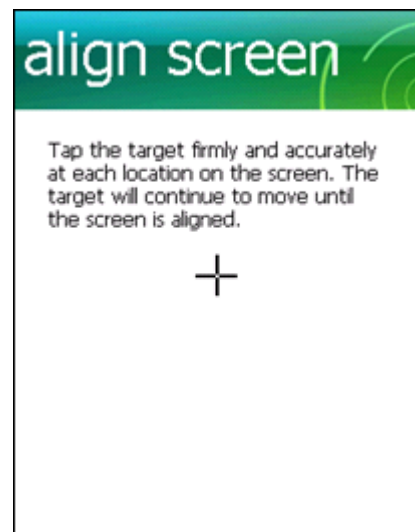 align screen
Tap the target firmly and accurately
at each location on the screen. The
target will continue to move until
the screen is aligned.